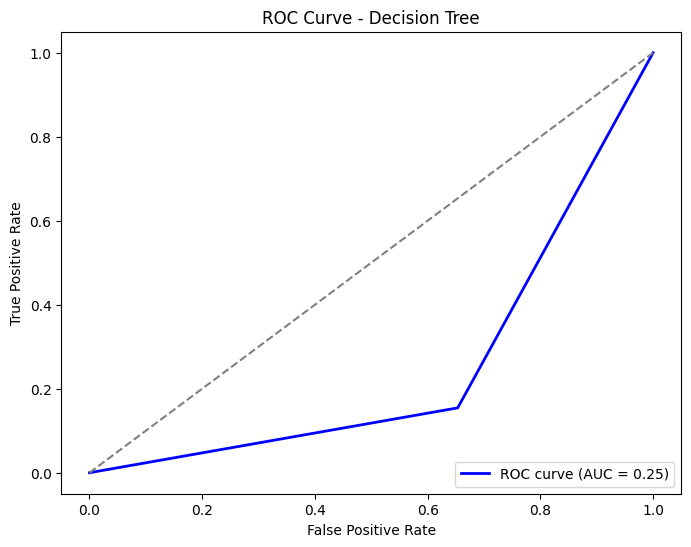 ROC Curve - Decision Tree
1.0
0.8
0.6
0.4
0.2
0.0
True Positive Rate
ROC curve (AUC = 0.25)
0.0 0.2 0.4 0.6 0.8 1.0
False Positive Rate